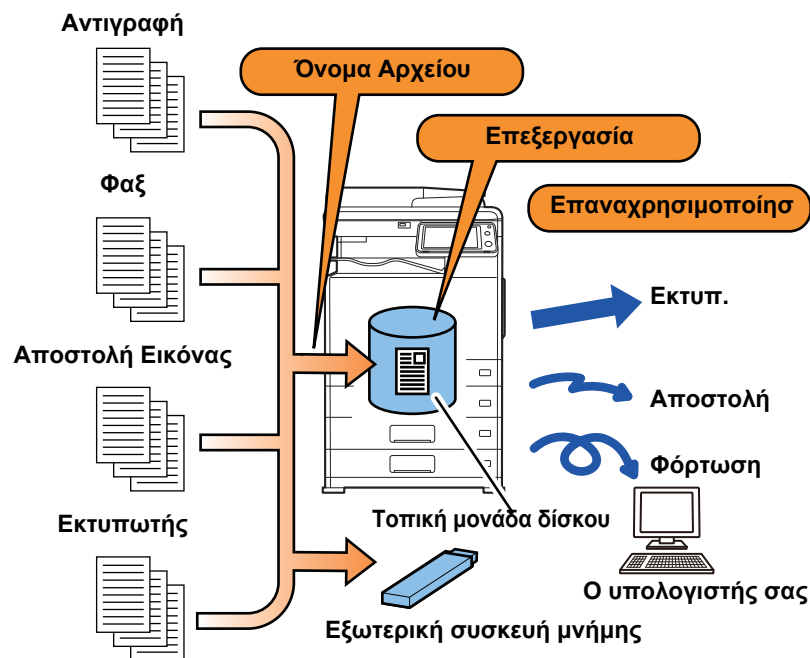 Αντιγραφή
Όνομα Αρχείου
Επεξεργασία
Φαξ
Επαναχρησιμοποίησ
Εκτυπ.
Αποστολή Εικόνας
Αποστολή
Φόρτωση
Τοπική μονάδα δίσκου
Εκτυπωτής
Ο υπολογιστής σας
Εξωτερική συσκευή μνήμης